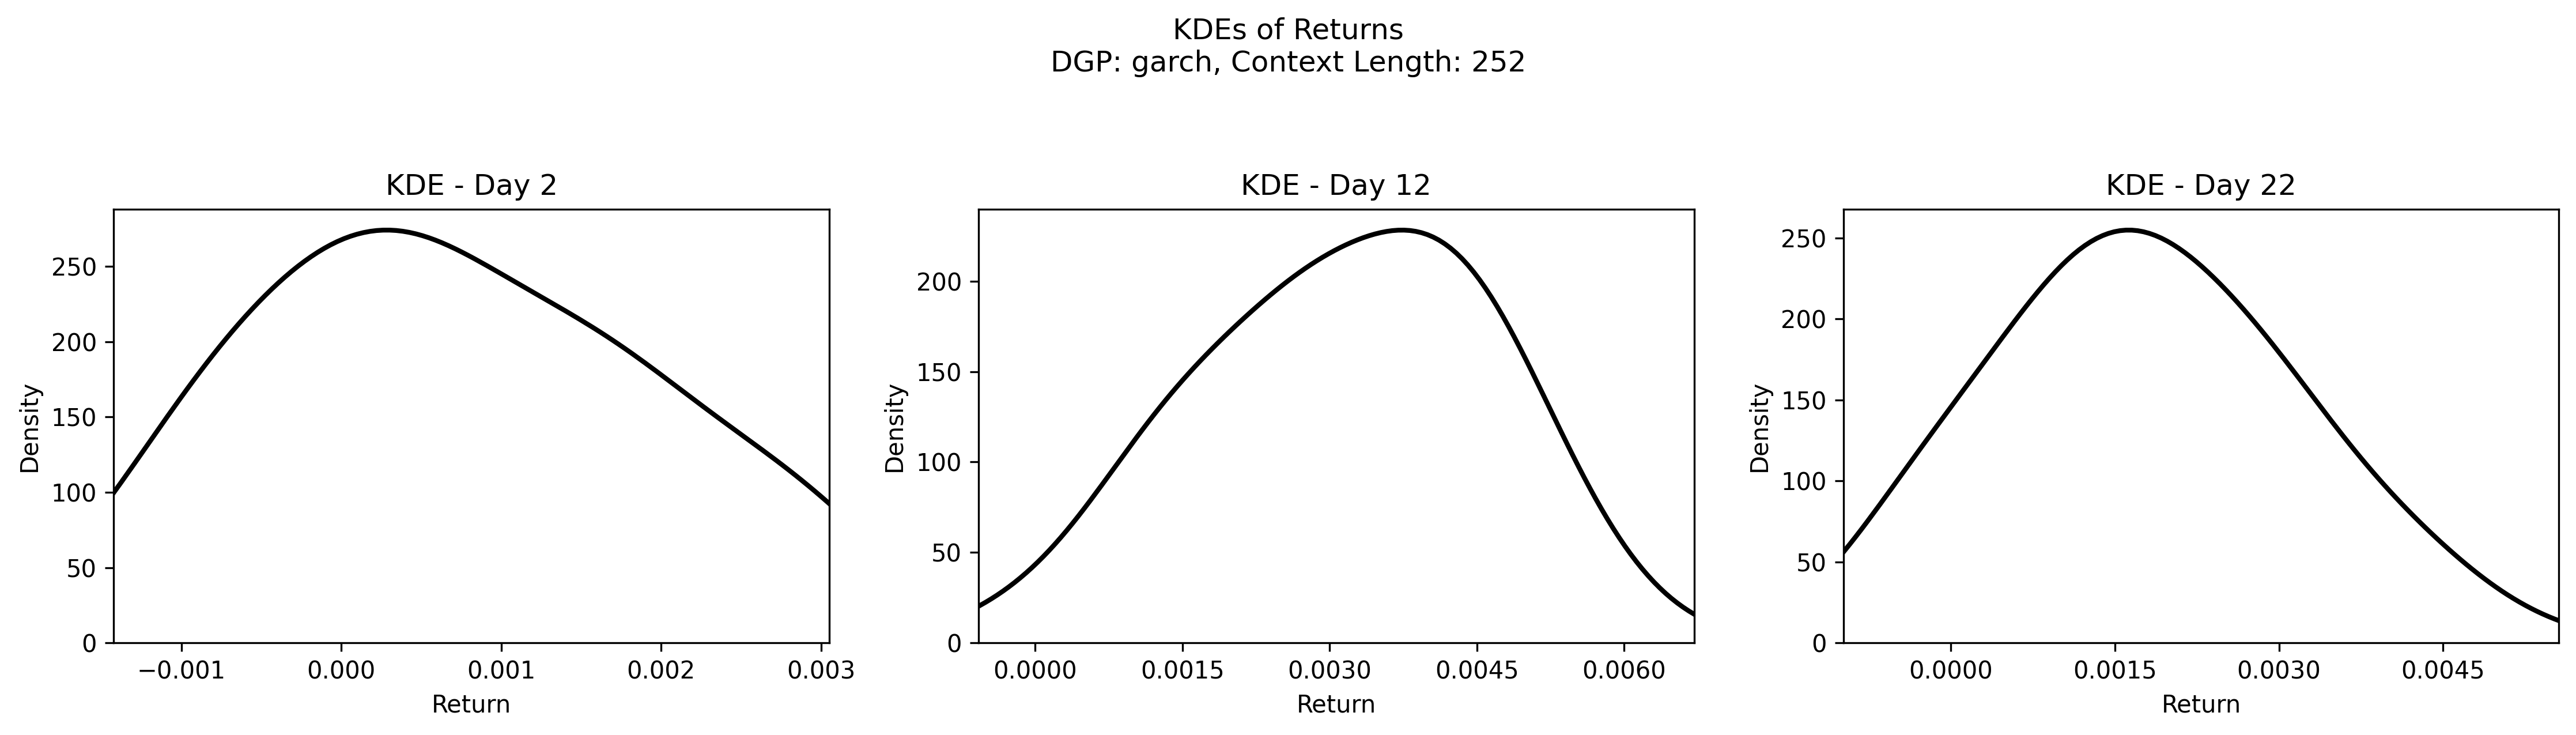 KDEs of Returns
DGP: garch, Context Length: 252
KDE - Day 2
Density
250
200
150
100
50
0
−0.001 0.000 0.001 0.002 0.003
Return
KDE - Day 12
Density
200
150
100
50
0
0.0000 0.0015 0.0030 0.0045 0.0060
Return
KDE - Day 22
Density
250
200
150
100
50
0
0.0000 0.0015 0.0030 0.0045
Return